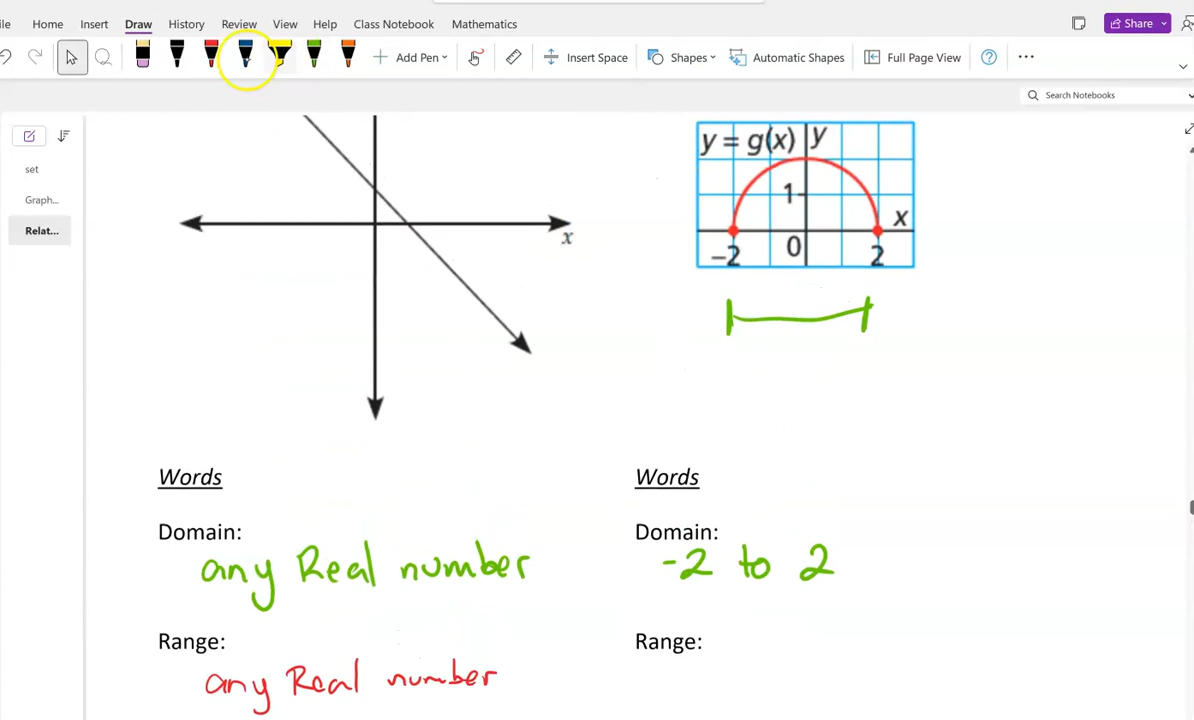 ile Home Insert Draw History Review View Help Class Notebook Mathematics Share
Add Pen Insert Space Shapes Automatic Shapes Full Page View ? ...
Search Notebooks
set
Graph...
Relat...
x
y = g(x) y
1
x
-2 0 2
Words
Domain:
any Real number
Range:
any Real number
Words
Domain:
-2 to 2
Range: